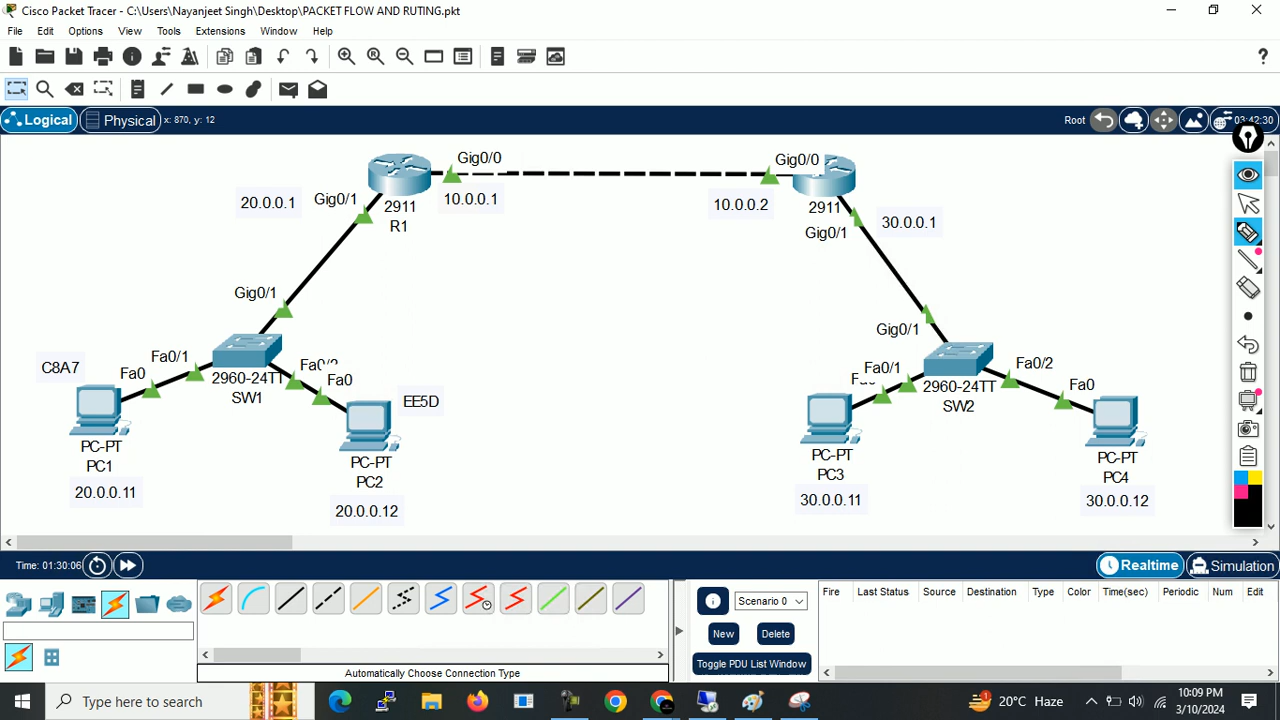 Cisco Packet Tracer - C:\Users\Nayanjeet Singh\Desktop\PACKET FLOW AND RUTING.pkt
File Edit Options View Tools Extensions Window Help
Logical Physical x: 870, y: 12 Root 03:42:30
Gig0/0 Gig0/0
20.0.0.1 Gig0/1 10.0.0.1 10.0.0.2 30.0.0.1
2911 2911
R1 Gig0/1
Gig0/1 Gig0/1
C8A7 Fa0 Fa0/1 Fa0 Fa0/1 Fa0/2 Fa0
2960-24TT 2960-24TT
SW1 EE5D SW2
PC-PT PC-PT PC-PT PC-PT
PC1 PC2 PC3 PC4
20.0.0.11 20.0.0.12 30.0.0.11 30.0.0.12
Time: 01:30:06 Realtime Simulation
Scenario 0 Fire Last Status Source Destination Type Color Time(sec) Periodic Num Edit
New Delete
Toggle PDU List Window
Automatically Choose Connection Type
Type here to search 20°C Haze 10:09 PM
3/10/2024